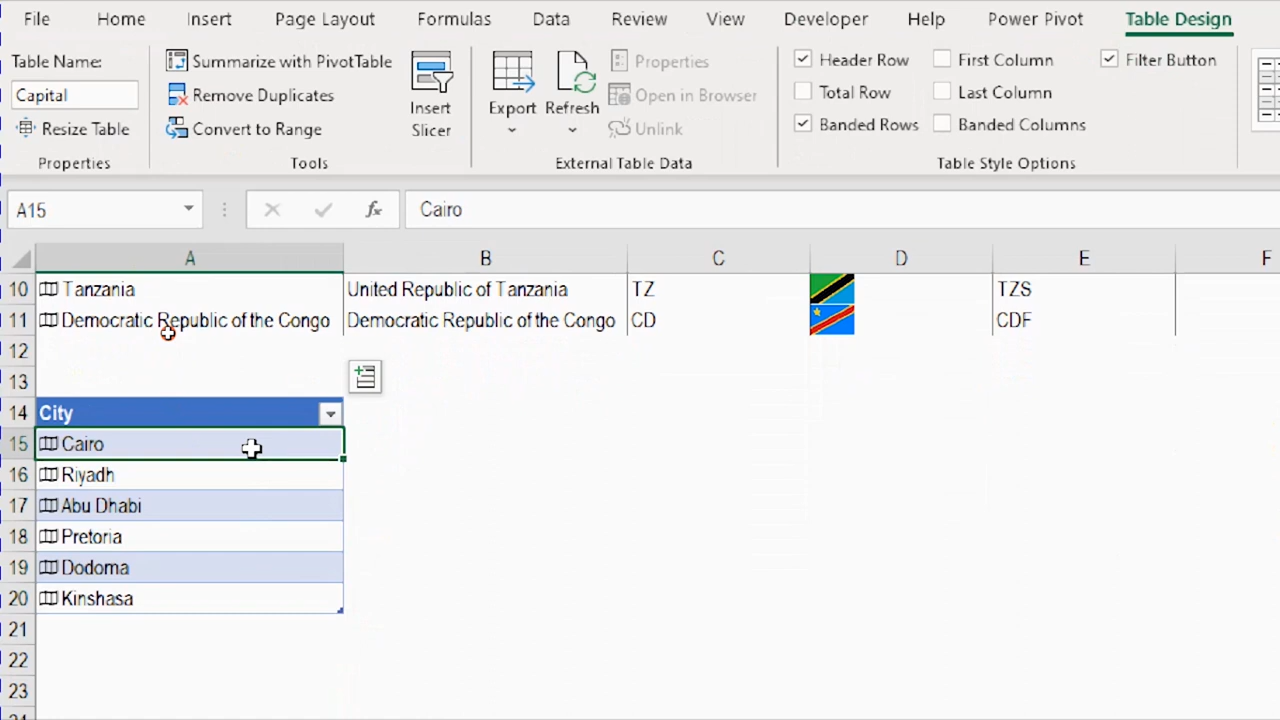 File Insert Page Layout Formulas Data Review View Developer Help Power Pivot Table Design
Table Name:
Capital
Resize Table
Properties
Summarize with PivotTable
Remove Duplicates
Convert to Range
Tools
Insert
Slicer
Export
Refresh
Properties
Open in Browser
Unlink
External Table Data
Header Row
Total Row
Banded Rows
First Column
Last Column
Banded Columns
Filter Button
Table Style Options
A15 fx Cairo
A B C D E F
10 Tanzania United Republic of Tanzania TZ TZS
11 Democratic Republic of the Congo Democratic Republic of the Congo CD CDF
12
13
14 City
15 Cairo
16 Riyadh
17 Abu Dhabi
18 Pretoria
19 Dodoma
20 Kinshasa
21
22
23